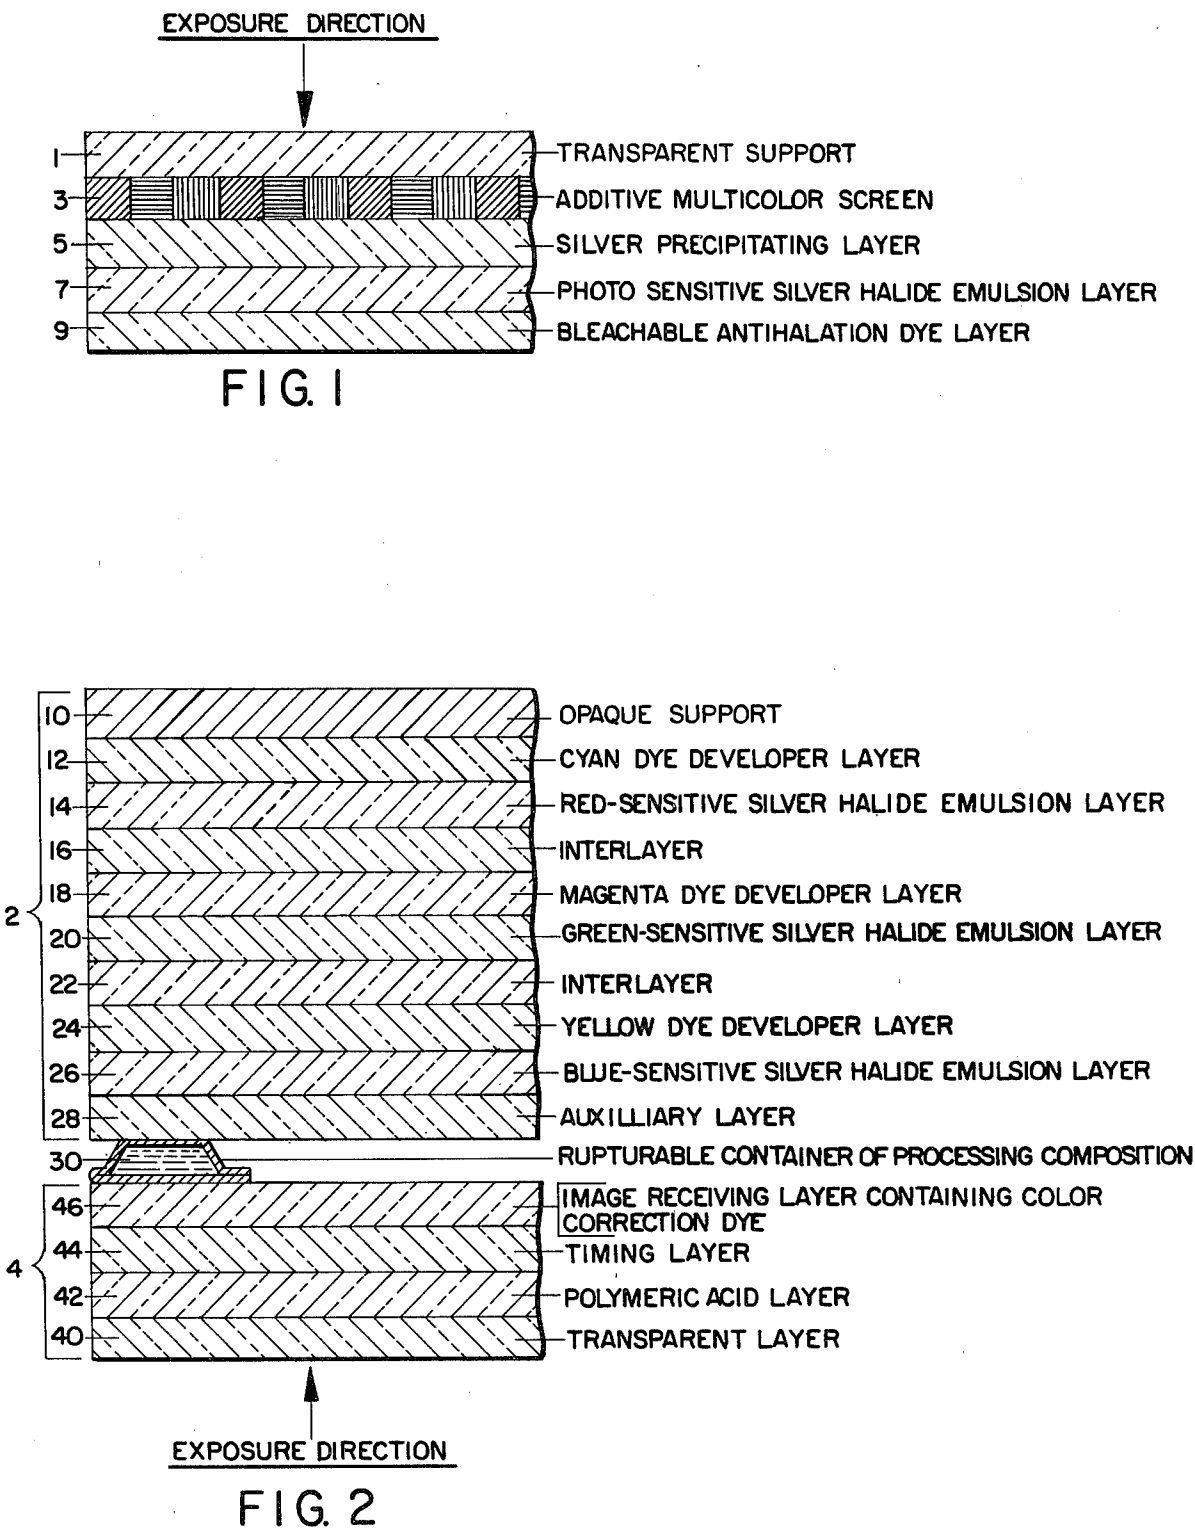 EXPOSURE DIRECTION
1 TRANSPARENT SUPPORT
3 ADDITIVE MULTICOLOR SCREEN
5 SILVER PRECIPITATING LAYER
7 PHOTO SENSITIVE SILVER HALIDE EMULSION LAYER
9 BLEACHABLE ANTIHALATION DYE LAYER
FIG. 1
2
10 OPAQUE SUPPORT
12 CYAN DYE DEVELOPER LAYER
14 RED-SENSITIVE SILVER HALIDE EMULSION LAYER
16 INTERLAYER
18 MAGENTA DYE DEVELOPER LAYER
20 GREEN-SENSITIVE SILVER HALIDE EMULSION LAYER
22 INTERLAYER
24 YELLOW DYE DEVELOPER LAYER
26 BLUE-SENSITIVE SILVER HALIDE EMULSION LAYER
28 AUXILLIARY LAYER
30 RUPTURABLE CONTAINER OF PROCESSING COMPOSITION
4
46 IMAGE RECEIVING LAYER CONTAINING COLOR
CORRECTION DYE
44 TIMING LAYER
42 POLYMERIC ACID LAYER
40 TRANSPARENT LAYER
EXPOSURE DIRECTION
FIG. 2